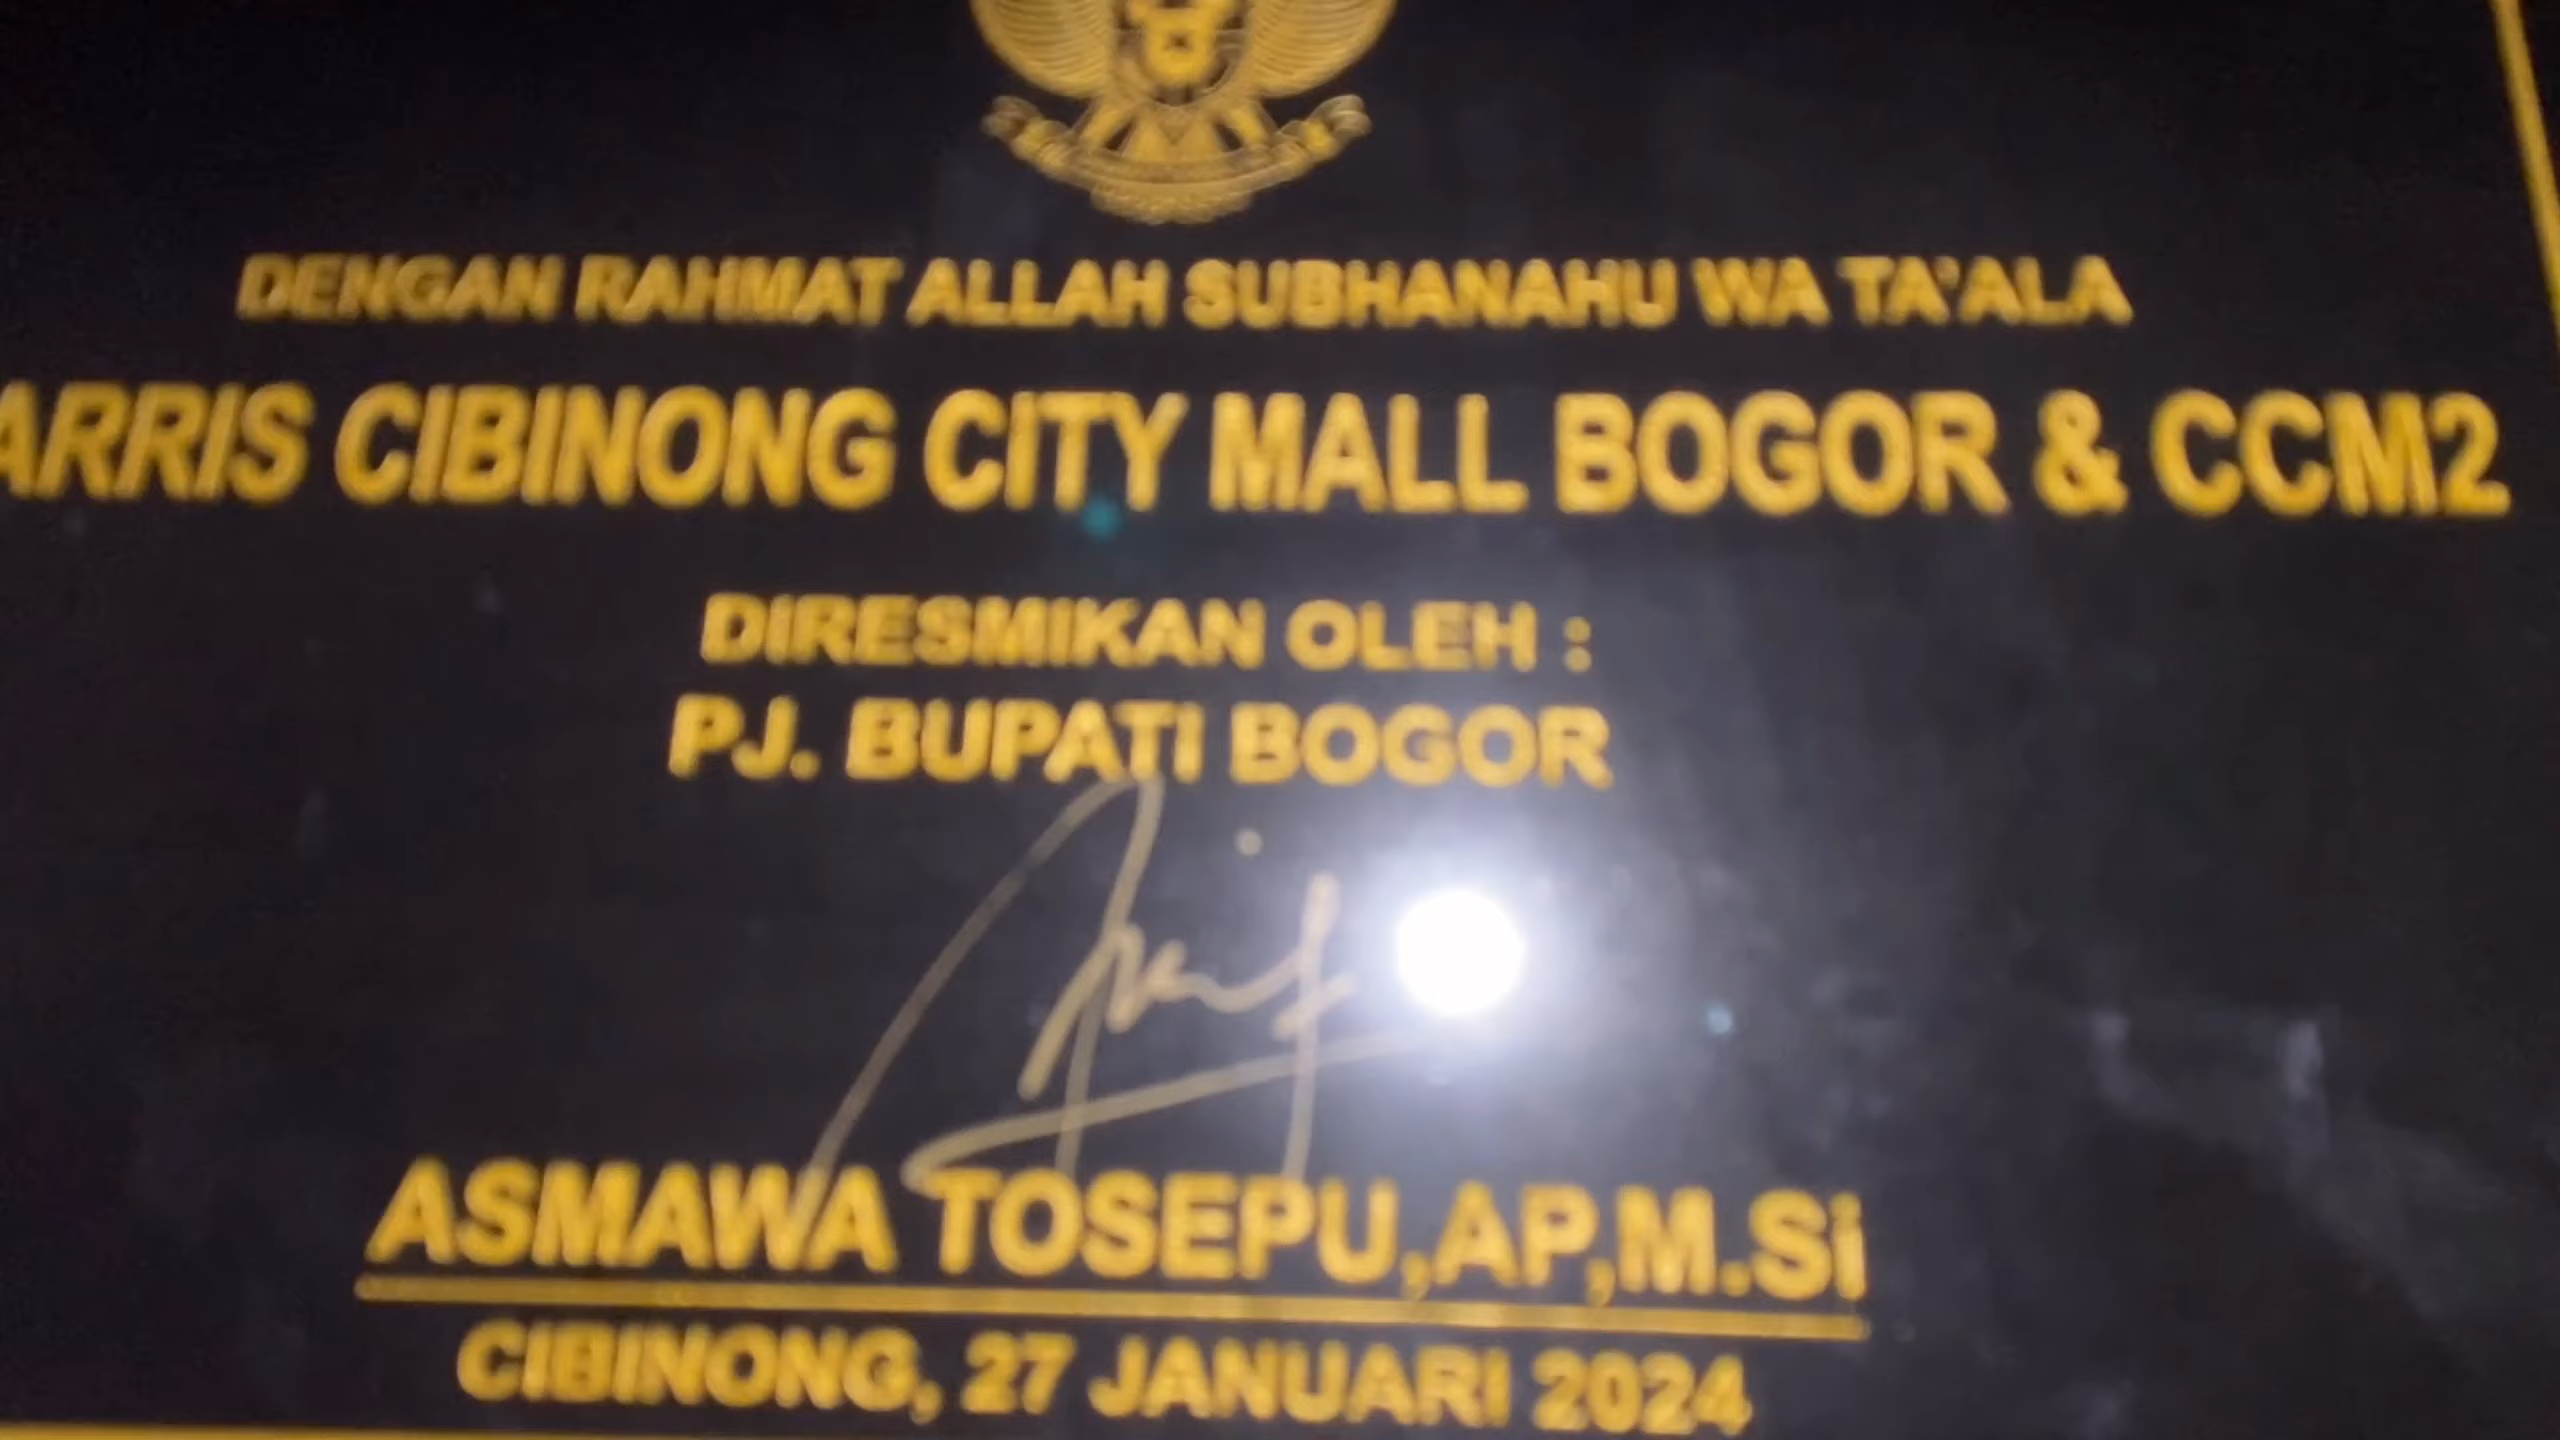 DENGAN RAHMAT ALLAH SUBHANAHU WA TA'ALA
ARRIS CIBINONG CITY MALL BOGOR & CCM2
DIRESMIKAN OLEH :
PJ. BUPATI BOGOR
ASMAWA TOSEPU,AP,M.Si
CIBINONG, 27 JANUARI 2024